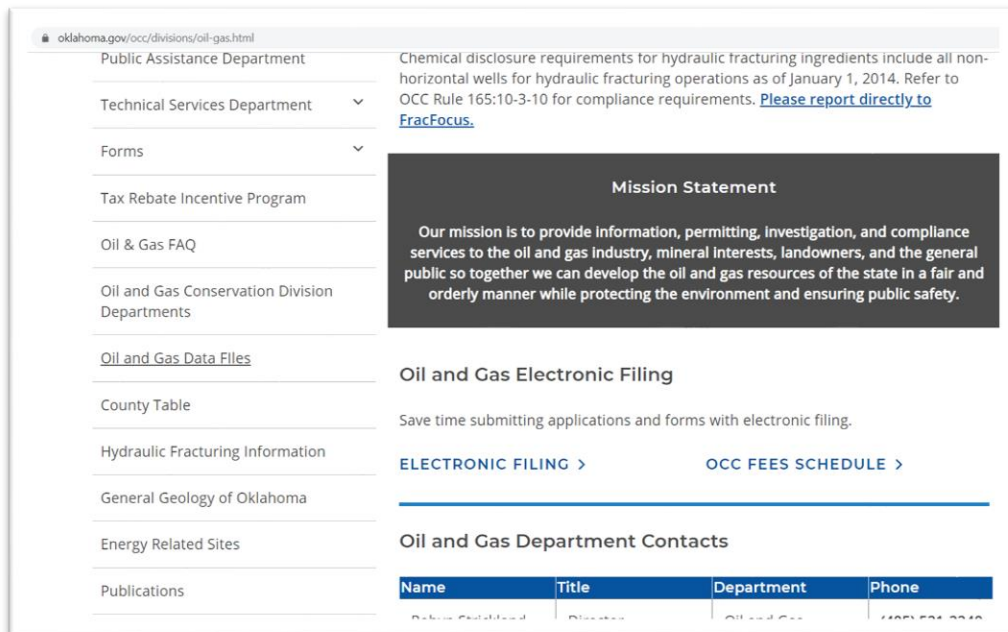 oklahoma.gov/occ/divisions/oil-gas.html
Public Assistance Department
Technical Services Department
Forms
Tax Rebate Incentive Program
Oil & Gas FAQ
Oil and Gas Conservation Division
Departments
Oil and Gas Data FIles
County Table
Hydraulic Fracturing Information
General Geology of Oklahoma
Energy Related Sites
Publications
Chemical disclosure requirements for hydraulic fracturing ingredients include all non-
horizontal wells for hydraulic fracturing operations as of January 1, 2014. Refer to
OCC Rule 165:10-3-10 for compliance requirements. Please report directly to
FracFocus.
Mission Statement
Our mission is to provide information, permitting, investigation, and compliance
services to the oil and gas industry, mineral interests, landowners, and the general
public so together we can develop the oil and gas resources of the state in a fair and
orderly manner while protecting the environment and ensuring public safety.
Oil and Gas Electronic Filing
Save time submitting applications and forms with electronic filing.
ELECTRONIC FILING > OCC FEES SCHEDULE >
Oil and Gas Department Contacts
Name Title Department Phone
Robyn Strickland Director Oil and Gas